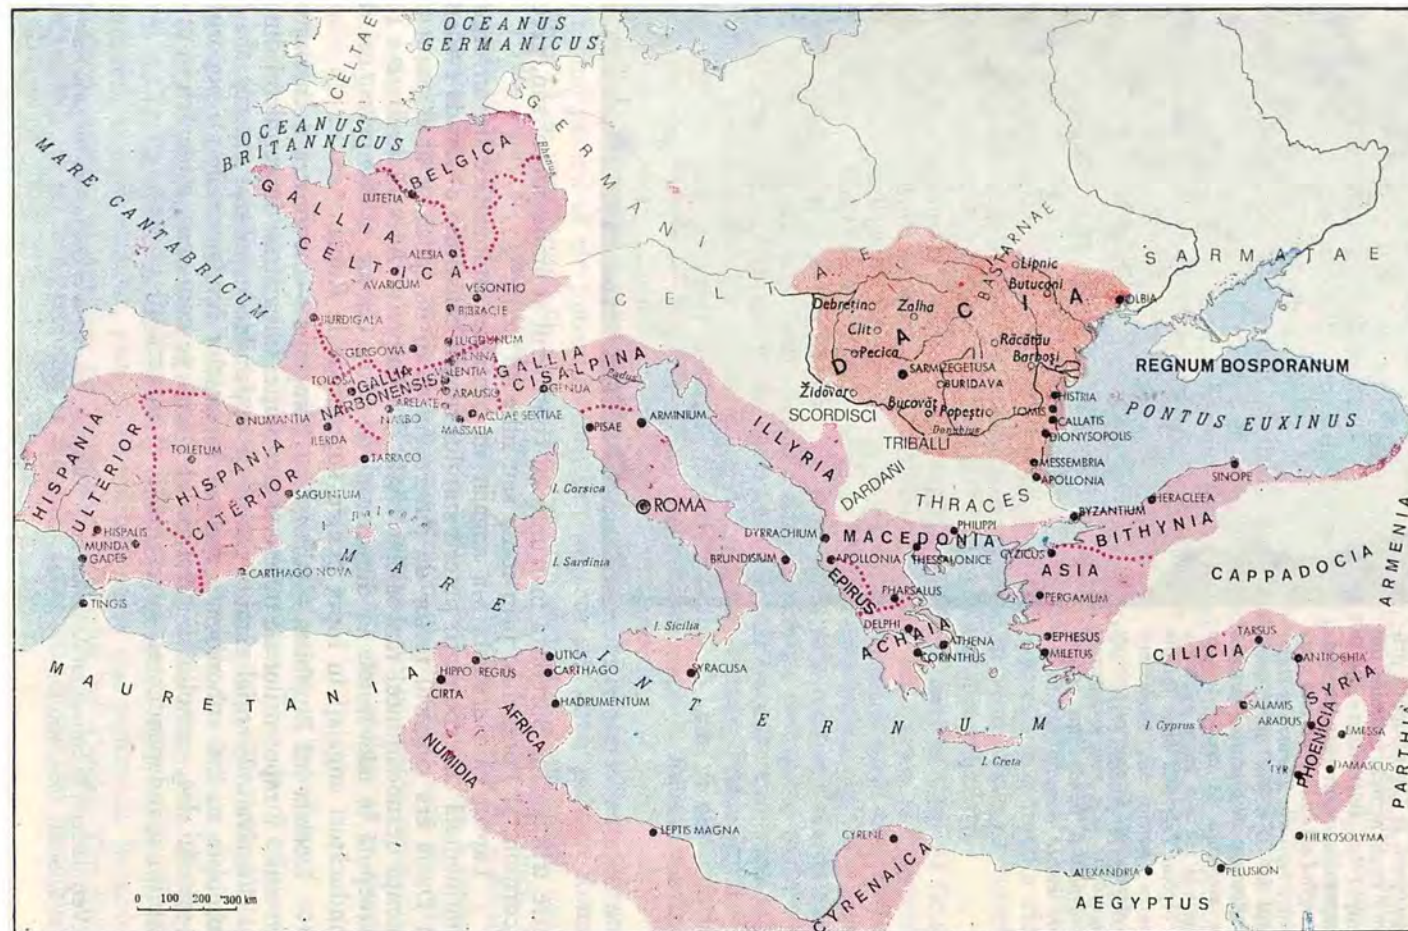 OCEANUS
GERMANICUS
CELTAE
OCEANUS
BRITANNICUS
MARE CANTABRICUM
GERMANI
Rhenus
BELGICA
LUTETIA
GALLIA
CELTICA
ALESIA
AVARICUM
VESONTIO
BIBRACTE
BURDIGALA
LUGDUNUM
GERGOVIA
VIENNA
VALENTIA
TOLOSA
GALLIA
NARBONENSIS
ARAUSIO
ARELATE
NARBO
AQUAE SEXTIAE
MASSALIA
GALLIA
CISALPINA
Padus
GENUA
PISAE
ARMINIUM
CELTAE
BASTARNAE
SARMATAE
DACIA
Lipnic
Butuceni
OLBIA
Debrețin
Zalha
Clit
Pecica
Răcătău
Barboși
SARMIZEGETUSA
BURIDAVA
Židovar
Bucovăț
Popești
Danubius
SCORDISCI
TRIBALLI
HISTRIA
TOMIS
CALLATIS
DIONYSOPOLIS
MESSEMBRIA
APOLLONIA
REGNUM BOSPORANUM
PONTUS EUXINUS
HISPANIA
ULTERIOR
HISPANIA
CITERIOR
NUMANTIA
ILERDA
TOLETUM
TARRACO
SAGUNTUM
HISPALIS
MUNDA
GADES
CARTHAGO NOVA
TINGIS
I. Corsica
I. Sardinia
ROMA
ILLYRIA
DARDANI
THRACES
DYRRACHIUM
BRUNDISIUM
MACEDONIA
PHILIPPI
APOLLONIA
THESSALONICE
EPIRUS
PHARSALUS
DELPHI
ACHAIA
ATHENA
CORINTHUS
BYZANTIUM
HERACLEEA
SINOPE
BITHYNIA
CYZICUS
ASIA
PERGAMUM
EPHESUS
MILETUS
CAPPADOCIA
ARMENIA
CILICIA
TARSUS
ANTIOCHIA
SYRIA
I. Cyprus
SALAMIS
ARADUS
PHOENICIA
EMESSA
TYR
DAMASCUS
PARTHIA
HIEROSOLYMA
MARE INTERNUM
I. Sicilia
SYRACUSA
I. Creta
MAURETANIA
HIPPO REGIUS
CIRTA
UTICA
CARTHAGO
HADRUMENTUM
AFRICA
NUMIDIA
LEPTIS MAGNA
CYRENE
CYRENAICA
ALEXANDRIA
PELUSION
AEGYPTUS
0 100 200 300 km